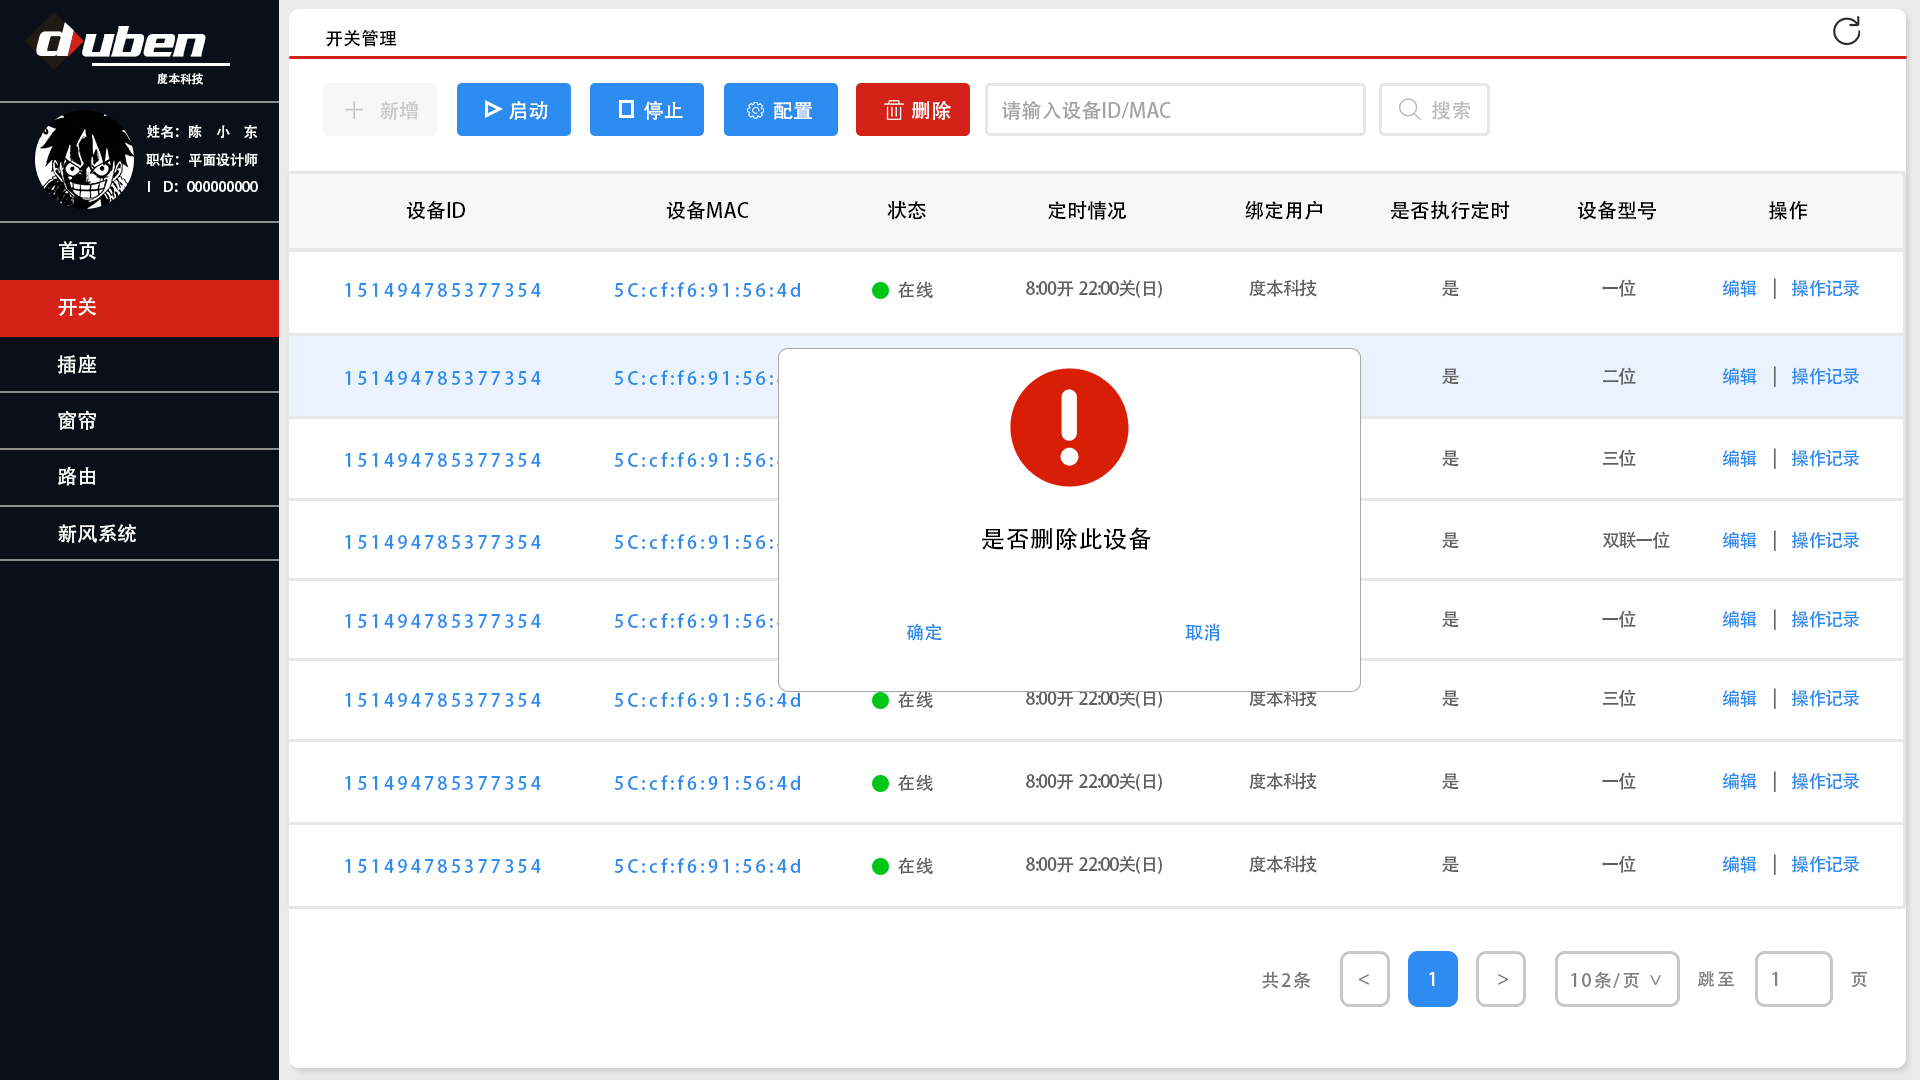 duben
度本科技
姓名：陈 小 东
职位：平面设计师
I D：000000000
首页
开关
插座
窗帘
路由
新风系统
开关管理
新增 启动 停止 配置 删除 请输入设备ID/MAC 搜索
设备ID 设备MAC 状态 定时情况 绑定用户 是否执行定时 设备型号 操作
151494785377354 5C:cf:f6:91:56:4d 在线 8:00开 22:00关(日) 度本科技 是 一位 编辑 | 操作记录
151494785377354 5C:cf:f6:91:56: 是 二位 编辑 | 操作记录
151494785377354 5C:cf:f6:91:56: 是 三位 编辑 | 操作记录
151494785377354 5C:cf:f6:91:56: 是 双联一位 编辑 | 操作记录
151494785377354 5C:cf:f6:91:56: 是 一位 编辑 | 操作记录
151494785377354 5C:cf:f6:91:56:4d 在线 8:00开 22:00关(日) 度本科技 是 三位 编辑 | 操作记录
151494785377354 5C:cf:f6:91:56:4d 在线 8:00开 22:00关(日) 度本科技 是 一位 编辑 | 操作记录
151494785377354 5C:cf:f6:91:56:4d 在线 8:00开 22:00关(日) 度本科技 是 一位 编辑 | 操作记录
是否删除此设备
确定 取消
共2条 < 1 > 10条/页 ∨ 跳至 1 页